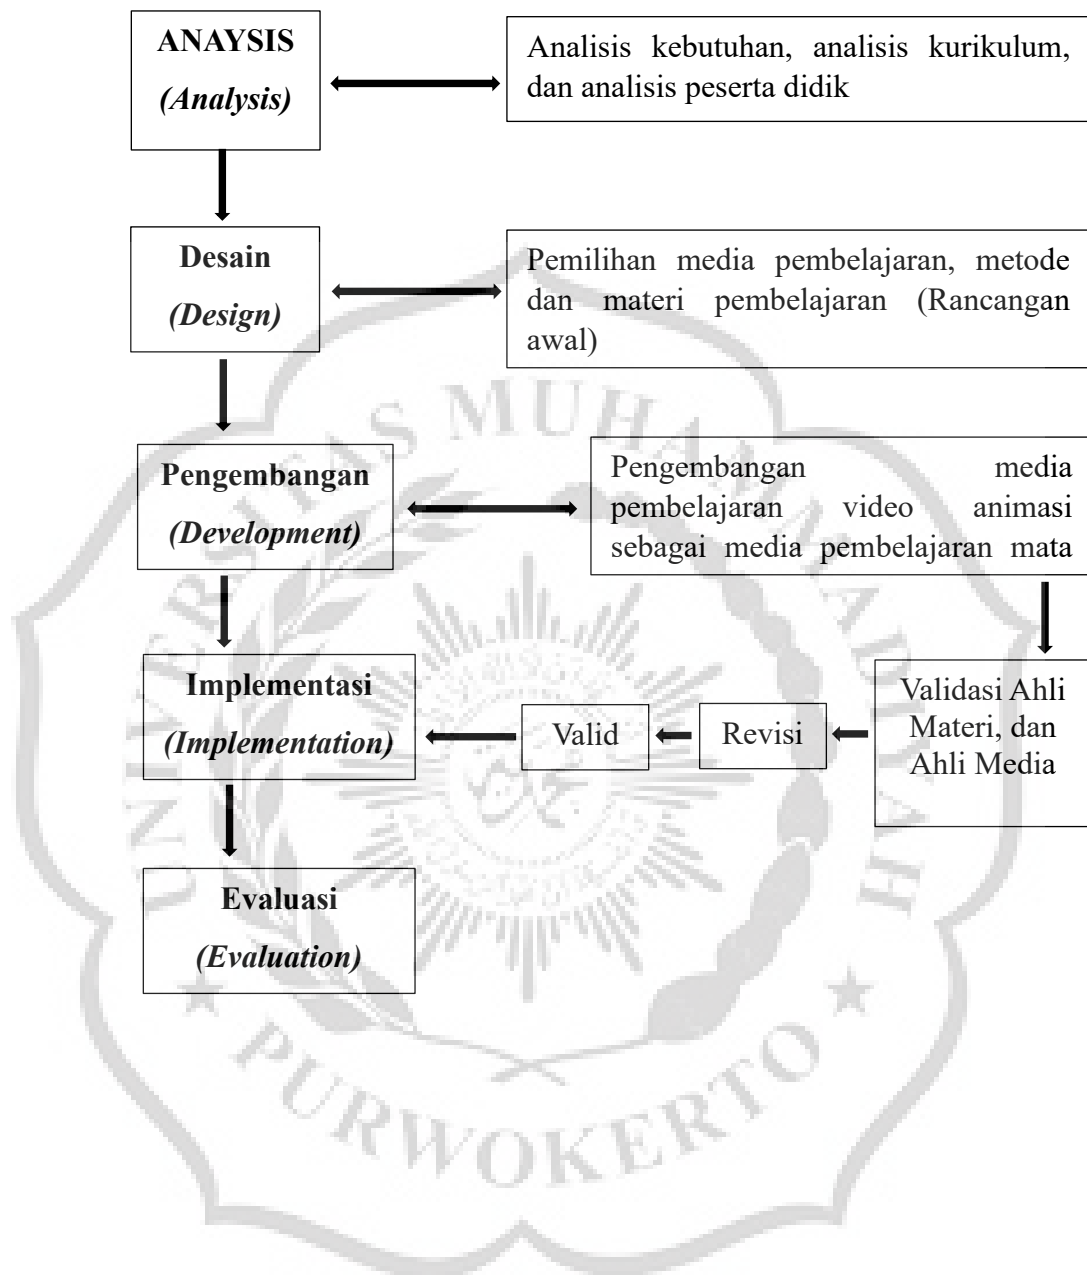 ANAYSIS
(Analysis)
Analisis kebutuhan, analisis kurikulum,
dan analisis peserta didik
Desain
(Design)
Pemilihan media pembelajaran, metode
dan materi pembelajaran (Rancangan
awal)
Pengembangan
(Development)
Pengembangan media
pembelajaran video animasi
sebagai media pembelajaran mata
Implementasi
(Implementation)
Valid
Revisi
Validasi Ahli
Materi, dan
Ahli Media
Evaluasi
(Evaluation)
UNIVERSITAS MUHAMMADIYAH
PURWOKERTO